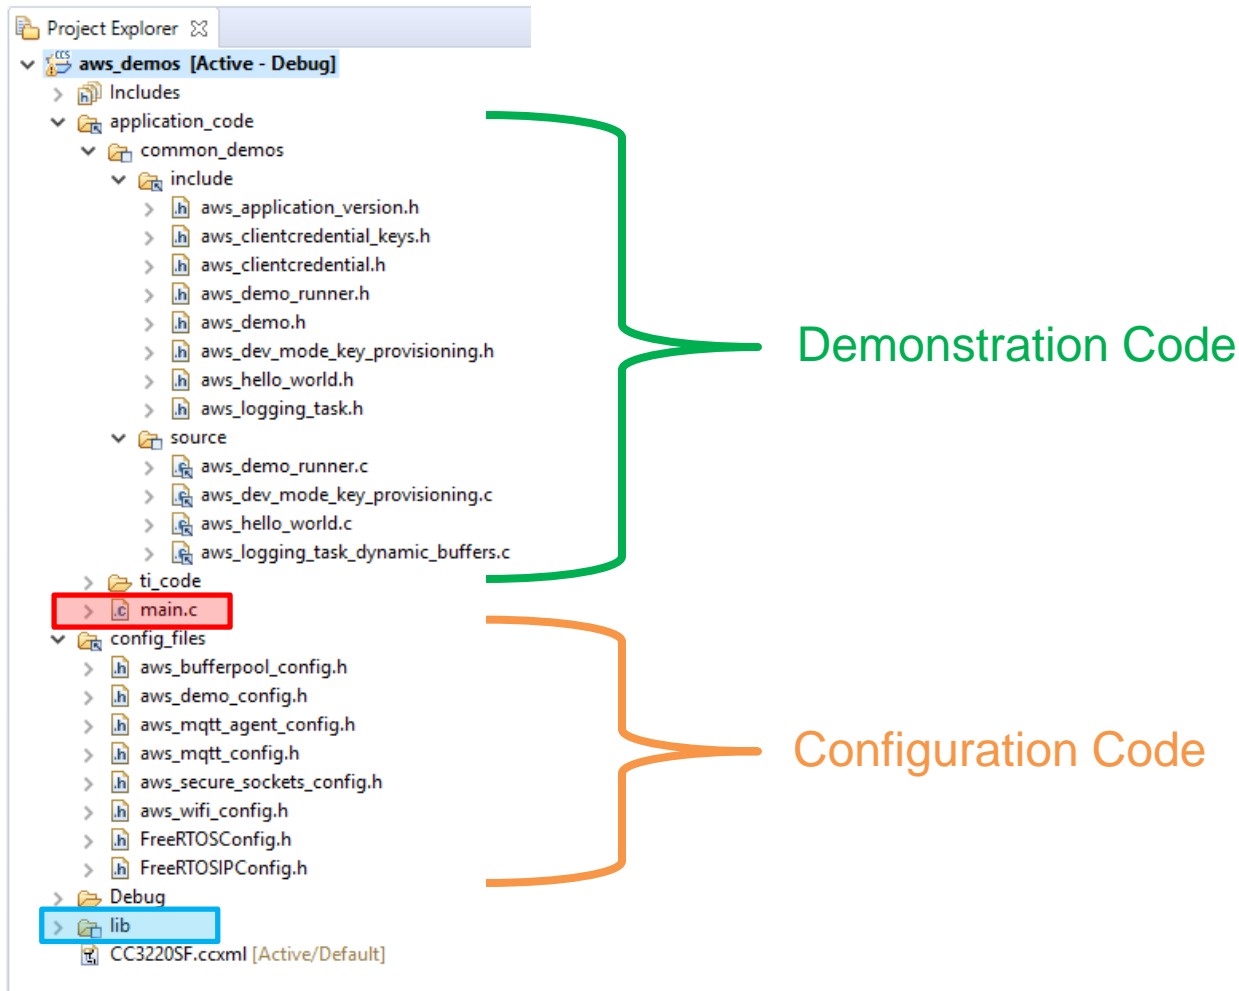 Project Explorer
aws_demos [Active - Debug]
Includes
application_code
common_demos
include
aws_application_version.h
aws_clientcredential_keys.h
aws_clientcredential.h
aws_demo_runner.h
aws_demo.h
aws_dev_mode_key_provisioning.h
aws_hello_world.h
aws_logging_task.h
source
aws_demo_runner.c
aws_dev_mode_key_provisioning.c
aws_hello_world.c
aws_logging_task_dynamic_buffers.c
ti_code
main.c
config_files
aws_bufferpool_config.h
aws_demo_config.h
aws_mqtt_agent_config.h
aws_mqtt_config.h
aws_secure_sockets_config.h
aws_wifi_config.h
FreeRTOSConfig.h
FreeRTOSIPConfig.h
Debug
lib
CC3220SF.ccxml [Active/Default]
Demonstration Code
Configuration Code